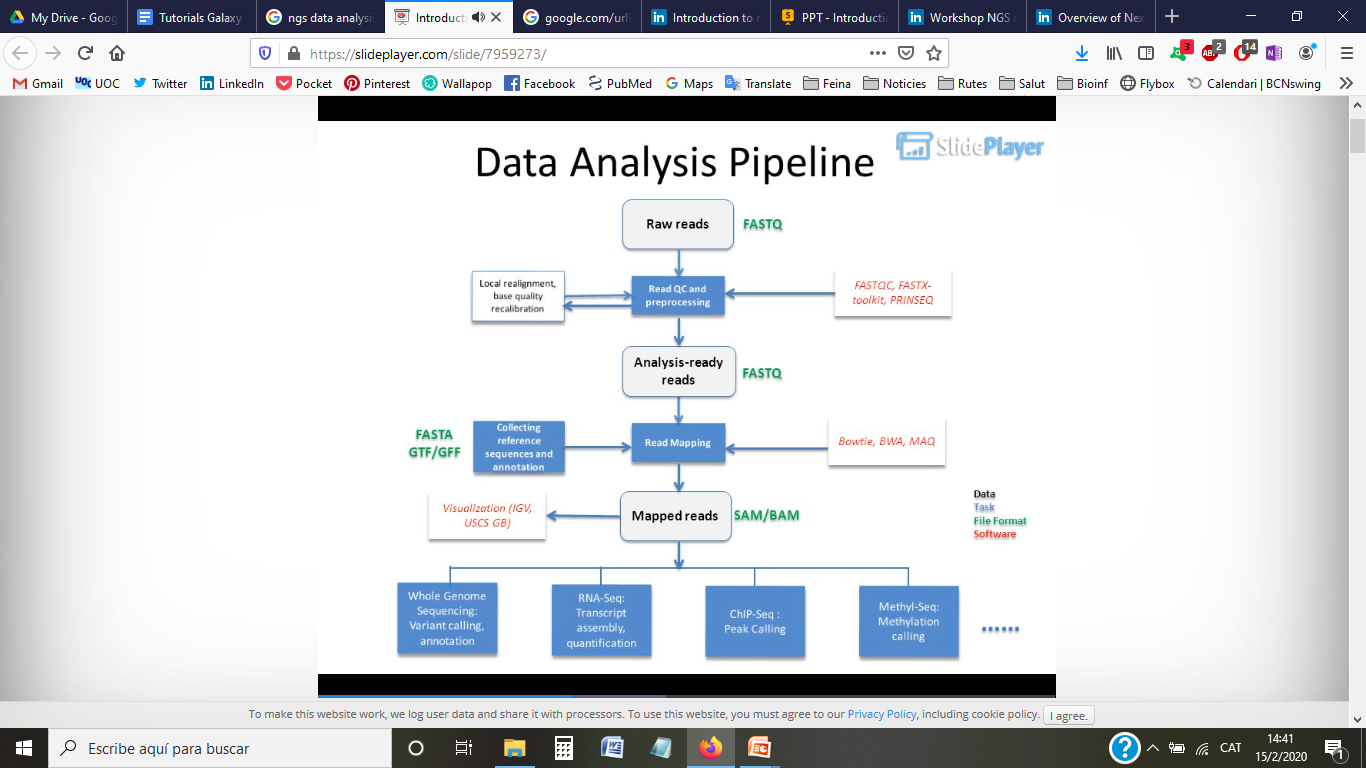 My Drive - Goog
Tutorials Galaxy
ngs data analysis
Introducti
google.com/url?
Introduction to n
PPT - Introductio
Workshop NGS c
Overview of Nex
https://slideplayer.com/slide/7959273/
3
2
14
Gmail
UOC
Twitter
LinkedIn
Pocket
Pinterest
Wallapop
Facebook
PubMed
Maps
Translate
Feina
Noticies
Rutes
Salut
Bioinf
Flybox
Calendari | BCNswing
SlidePlayer
Data Analysis Pipeline
Raw reads
FASTQ
Local realignment,
base quality
recalibration
Read QC and
preprocessing
FASTQC, FASTX-
toolkit, PRINSEQ
Analysis-ready
reads
FASTQ
FASTA
GTF/GFF
Collecting
reference
sequences and
annotation
Read Mapping
Bowtie, BWA, MAQ
Visualization (IGV,
USCS GB)
Mapped reads
SAM/BAM
Data
Task
File Format
Software
Whole Genome
Sequencing:
Variant calling,
annotation
RNA-Seq:
Transcript
assembly,
quantification
ChIP-Seq :
Peak Calling
Methyl-Seq:
Methylation
calling
......
To make this website work, we log user data and share it with processors. To use this website, you must agree to our Privacy Policy, including cookie policy.
I agree.
Escribe aquí para buscar
CAT
14:41
15/2/2020
1